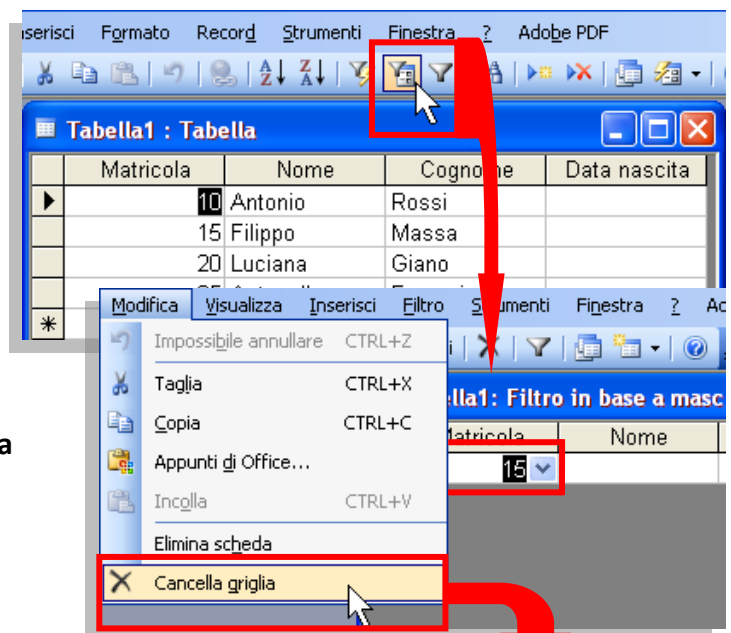 nserisci Formato Record Strumenti Finestra ? Adobe PDF
Tabella1 : Tabella
Matricola Nome Cognome Data nascita
10 Antonio Rossi
15 Filippo Massa
20 Luciana Giano
Modifica Visualizza Inserisci Filtro Strumenti Finestra ?
Impossibile annullare CTRL+Z
Taglia CTRL+X
Copia CTRL+C
Appunti di Office...
Incolla CTRL+V
Elimina scheda
Cancella griglia
ella1: Filtro in base a masc
Matricola Nome
15
a